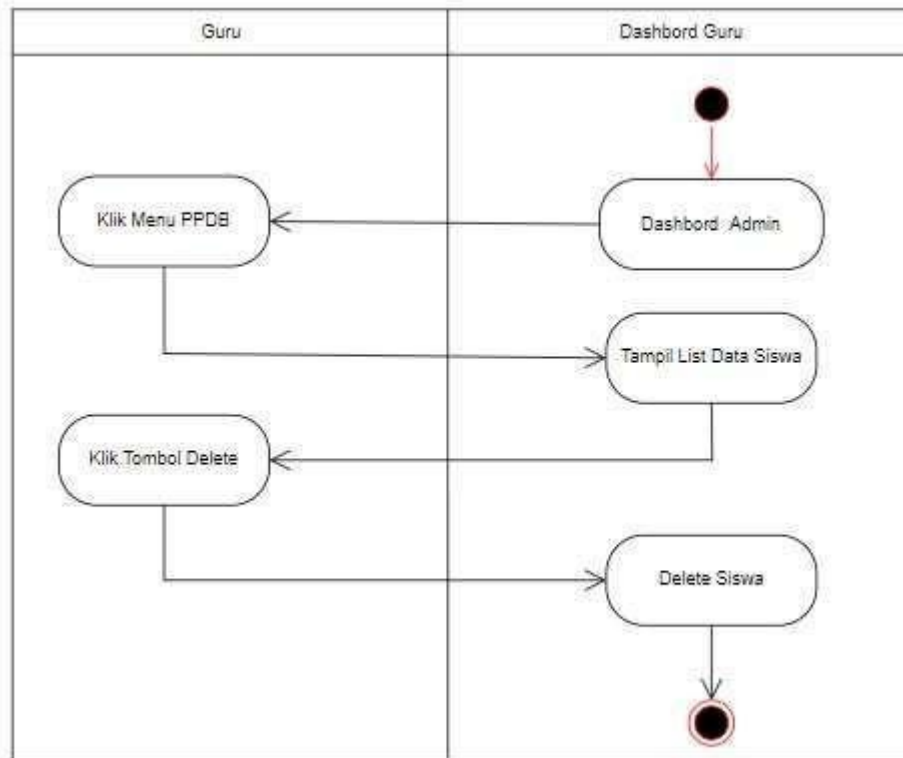 Guru
Dashbord Guru
Dashbord Admin
Klik Menu PPDB
Tampil List Data Siswa
Klik Tombol Delete
Delete Siswa